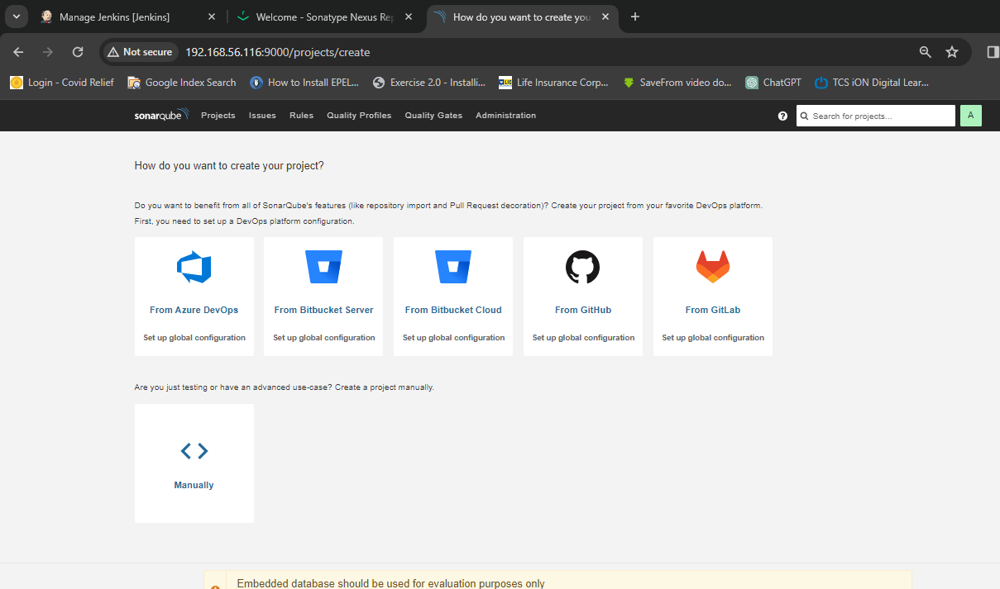 Manage Jenkins [Jenkins]
Welcome - Sonatype Nexus Rep
How do you want to create you
Not secure
192.168.56.116:9000/projects/create
Login - Covid Relief
Google Index Search
How to Install EPEL...
Exercise 2.0 - Installi...
Life Insurance Corp...
SaveFrom video do...
ChatGPT
TCS iON Digital Lear...
sonarqube
Projects
Issues
Rules
Quality Profiles
Quality Gates
Administration
?
Search for projects...
A
How do you want to create your project?
Do you want to benefit from all of SonarQube's features (like repository import and Pull Request decoration)? Create your project from your favorite DevOps platform.
First, you need to set up a DevOps platform configuration.
From Azure DevOps
Set up global configuration
From Bitbucket Server
Set up global configuration
From Bitbucket Cloud
Set up global configuration
From GitHub
Set up global configuration
From GitLab
Set up global configuration
Are you just testing or have an advanced use-case? Create a project manually.
Manually
Embedded database should be used for evaluation purposes only